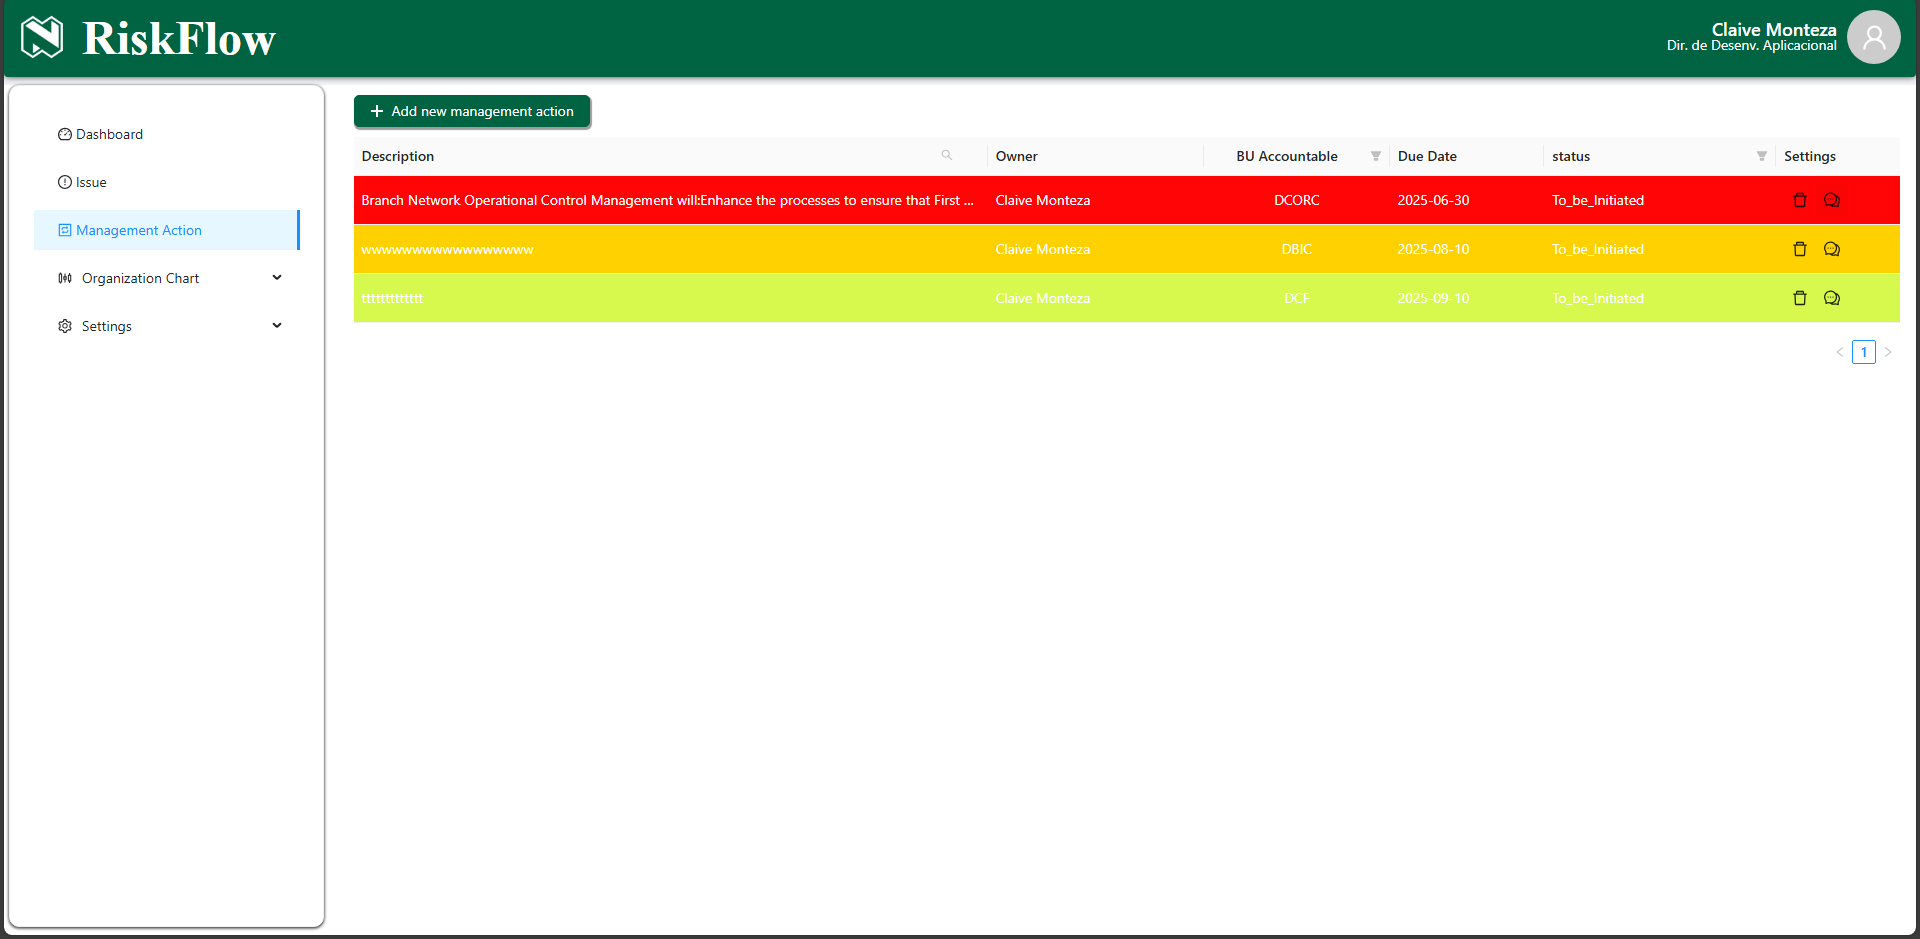 RiskFlow
Claive Monteza
Dir. de Desenv. Aplicacional
Dashboard
Issue
Management Action
Organization Chart
Settings
Add new management action
Description Owner BU Accountable Due Date status Settings
Branch Network Operational Control Management will:Enhance the processes to ensure that First ... Claive Monteza DCORC 2025-06-30 To_be_Initiated
wwwwwwwwwwwwwwwww Claive Monteza DBIC 2025-08-10 To_be_Initiated
ttttttttttttt Claive Monteza DCF 2025-09-10 To_be_Initiated
1